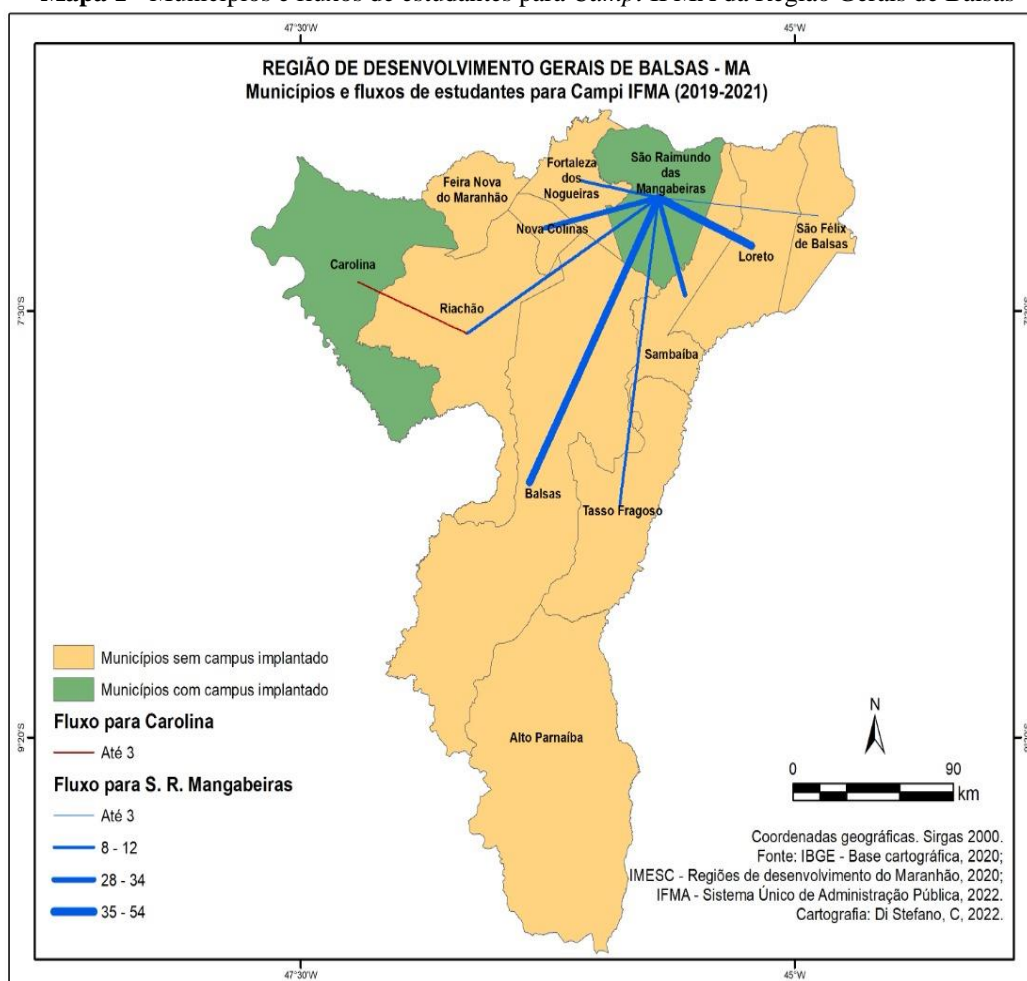 Mapa 1 - Municípios e fluxos de estudantes para Campi IFMA da Região Gerais de Balsas
47°30'W
45°W
REGIÃO DE DESENVOLVIMENTO GERAIS DE BALSAS - MA
Municípios e fluxos de estudantes para Campi IFMA (2019-2021)
São Raimundo
das
Mangabeiras
Fortaleza
dos
Nogueiras
Feira Nova
do Maranhão
Nova Colinas
São Félix
de Balsas
Loreto
Carolina
Riachão
7°30'S
Sambaíba
Balsas
Tasso Fragoso
Alto Parnaíba
Municípios sem campus implantado
Municípios com campus implantado
Fluxo para Carolina
Até 3
Fluxo para S. R. Mangabeiras
Até 3
8 - 12
28 - 34
35 - 54
9°20'S
9°20'S
N
0 90
km
Coordenadas geográficas. Sirgas 2000.
Fonte: IBGE - Base cartográfica, 2020;
IMESC - Regiões de desenvolvimento do Maranhão, 2020;
IFMA - Sistema Único de Administração Pública, 2022.
Cartografia: Di Stefano, C, 2022.
47°30'W
45°W